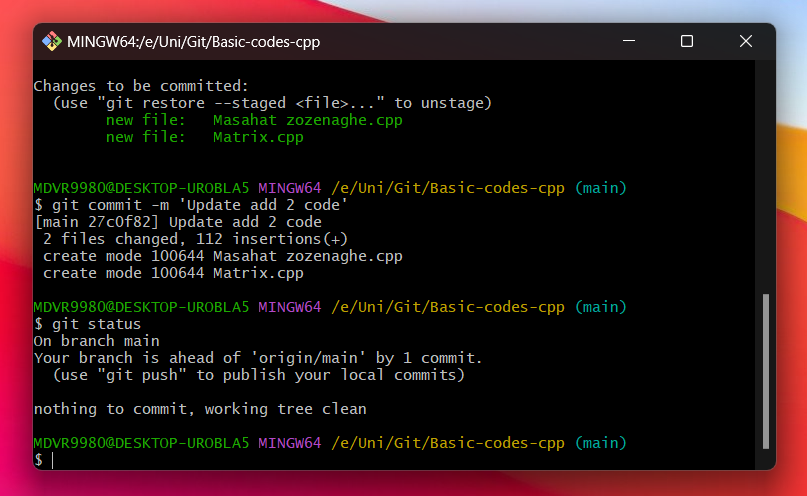 MINGW64:/e/Uni/Git/Basic-codes-cpp
Changes to be committed:
  (use "git restore --staged <file>..." to unstage)
        new file:   Masahat zozenaghe.cpp
        new file:   Matrix.cpp
MDVR9980@DESKTOP-UROBLA5 MINGW64 /e/Uni/Git/Basic-codes-cpp (main)
$ git commit -m 'Update add 2 code'
[main 27c0f82] Update add 2 code
 2 files changed, 112 insertions(+)
 create mode 100644 Masahat zozenaghe.cpp
 create mode 100644 Matrix.cpp
MDVR9980@DESKTOP-UROBLA5 MINGW64 /e/Uni/Git/Basic-codes-cpp (main)
$ git status
On branch main
Your branch is ahead of 'origin/main' by 1 commit.
  (use "git push" to publish your local commits)
nothing to commit, working tree clean
MDVR9980@DESKTOP-UROBLA5 MINGW64 /e/Uni/Git/Basic-codes-cpp (main)
$